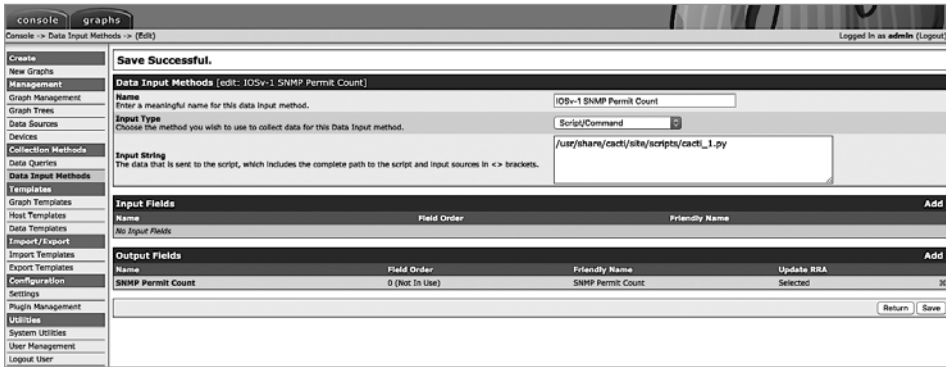 console graphs
Console -> Data Input Methods -> (Edit)
Logged In as admin (Logout)
Create
New Graphs
Management
Graph Management
Graph Trees
Data Sources
Devices
Collection Methods
Data Queries
Data Input Methods
Templates
Graph Templates
Host Templates
Data Templates
Import/Export
Import Templates
Export Templates
Configuration
Settings
Plugin Management
Utilities
System Utilities
User Management
Logout User
Save Successful.
Data Input Methods [edit: IOSv-1 SNMP Permit Count]
Name
Enter a meaningful name for this data input method.
IOSv-1 SNMP Permit Count
Input Type
Choose the method you wish to use to collect data for this Data Input method.
Script/Command
Input String
The data that is sent to the script, which includes the complete path to the script and input sources in <> brackets.
/usr/share/cacti/site/scripts/cacti_1.py
Input Fields Add
Name Field Order Friendly Name
No Input Fields
Output Fields Add
Name Field Order Friendly Name Update RRA
SNMP Permit Count 0 (Not In Use) SNMP Permit Count Selected
Return Save